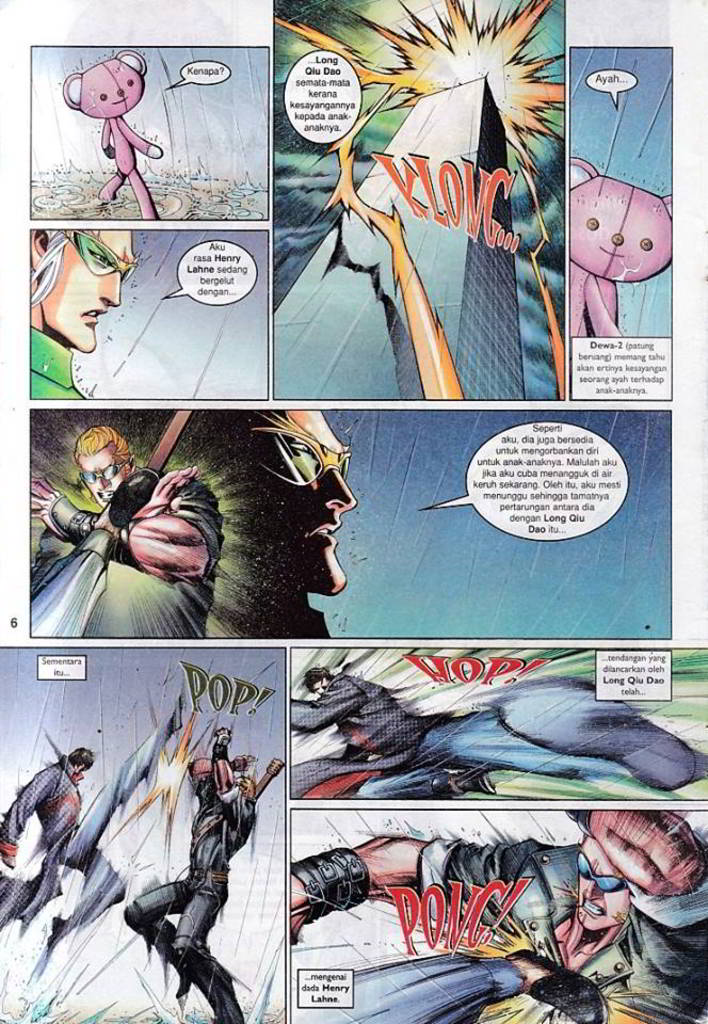 Kenapa?
Aku
rasa Henry
Lahne sedang
bergelut
dengan...
...Long
Qiu Dao
semata-mata
kerana
kesayangannya
kepada anak-
anaknya.
KLONG...
Ayah...
Dewa-2 (patung
beruang) memang tahu
akan ertinya kesayangan
seorang ayah terhadap
anak-anaknya.
Seperti
aku, dia juga bersedia
untuk mengorbankan diri
untuk anak-anaknya. Malulah aku
jika aku cuba menangguk di air
keruh sekarang. Oleh itu, aku mesti
menunggu sehingga tamatnya
pertarungan antara dia
dengan Long Qiu
Dao itu...
6
Sementara
itu...
POP!
HOP!
...tendangan yang
dilancarkan oleh
Long Qiu Dao
telah...
PONG!
...mengenai
dada Henry
Lahne.